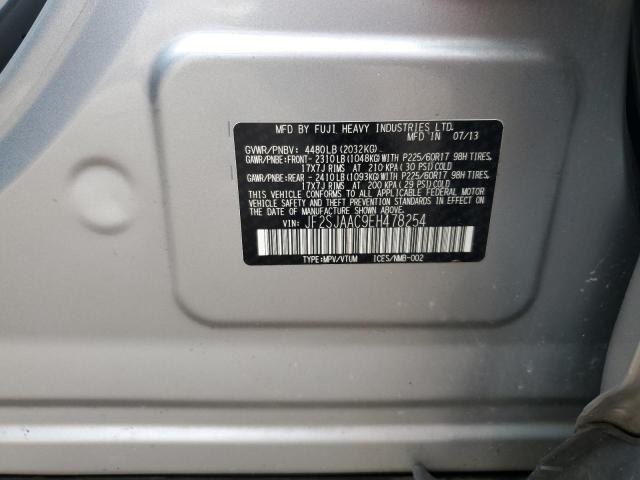 MFD BY FUJI HEAVY INDUSTRIES LTD.
MFD IN 07/13
GVWR/PNBV: 4480LB (2032KG)
GAWR/PNBE:FRONT-2310LB(1048KG)WITH P225/60R17 98H TIRES,
17X7J RIMS AT 210 KPA (30 PSI)COLD
GAWR/PNBE:REAR -2410LB(1093KG)WITH P225/60R17 98H TIRES,
17X7J RIMS AT 200 KPA (29 PSI)COLD
THIS VEHICLE CONFORMS TO ALL APPLICABLE FEDERAL MOTOR
VEHICLE SAFETY AND THEFT PREVENTION STANDARDS IN EFFECT ON
THE DATE OF MANUFACTURE SHOWN ABOVE.
VIN: JF2SJAAC9EH478254
TYPE:MPV/VTUM ICES/NMB-002